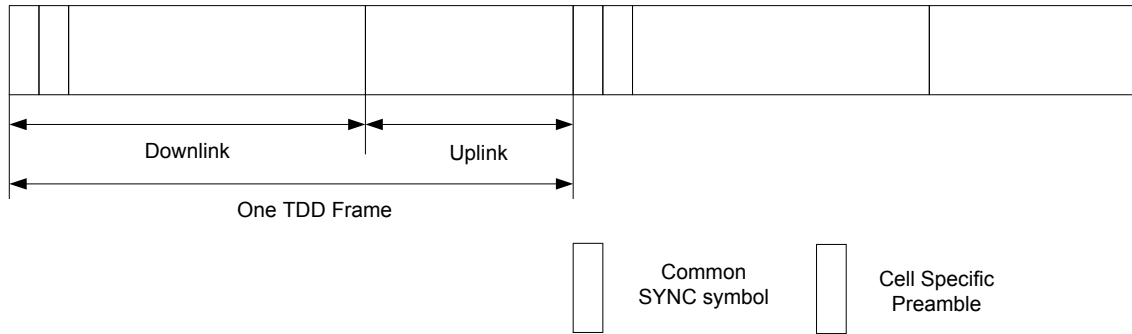 Downlink
Uplink
One TDD Frame
Common
SYNC symbol
Cell Specific
Preamble